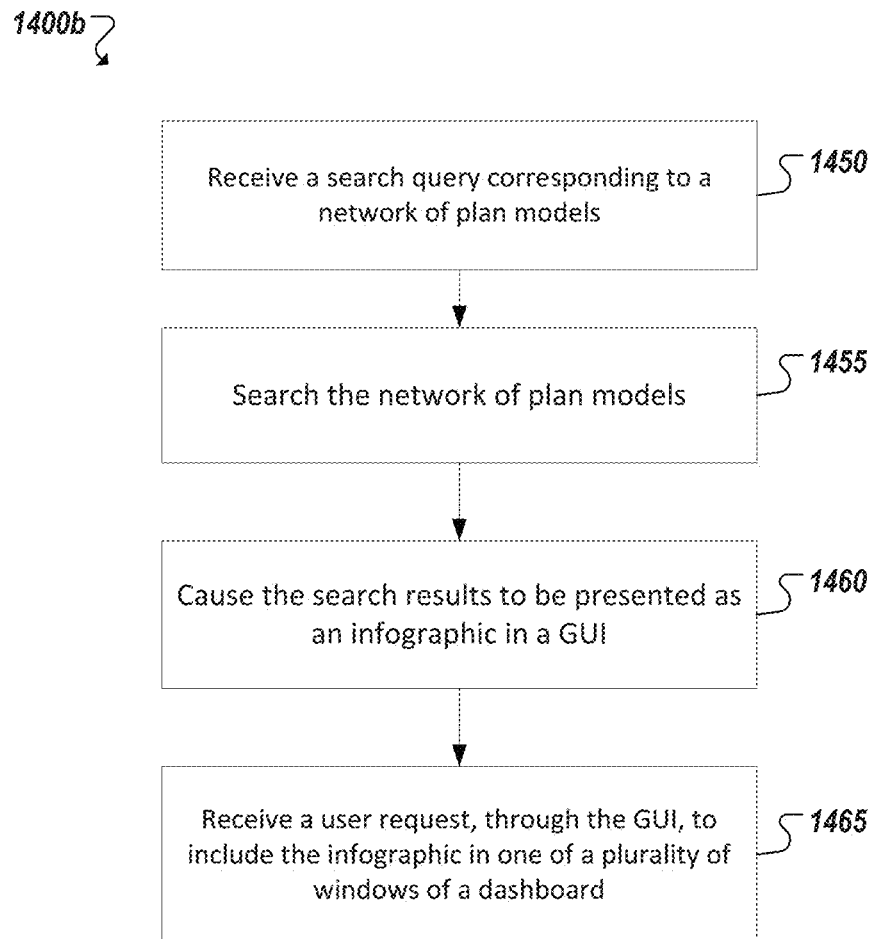 1400b
Receive a search query corresponding to a
network of plan models
1450
Search the network of plan models
1455
Cause the search results to be presented as
an infographic in a GUI
1460
Receive a user request, through the GUI, to
include the infographic in one of a plurality of
windows of a dashboard
1465